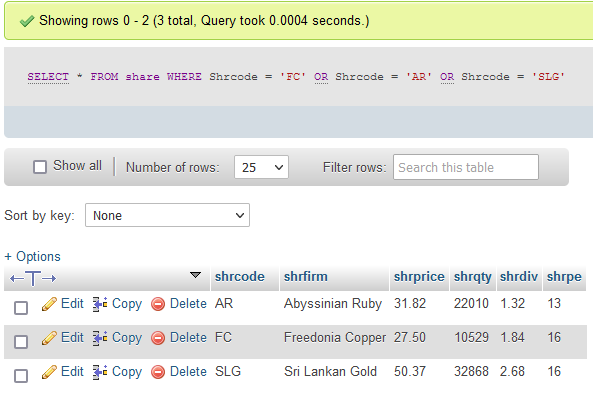 Showing rows 0 - 2 (3 total, Query took 0.0004 seconds.)
SELECT * FROM share WHERE Shrcode = 'FC' OR Shrcode = 'AR' OR Shrcode = 'SLG'
Show all Number of rows: 25 Filter rows: Search this table
Sort by key: None
+ Options
←T→ shrcode shrfirm shrprice shrqty shrdiv shrpe
Edit Copy Delete AR Abyssinian Ruby 31.82 22010 1.32 13
Edit Copy Delete FC Freedonia Copper 27.50 10529 1.84 16
Edit Copy Delete SLG Sri Lankan Gold 50.37 32868 2.68 16